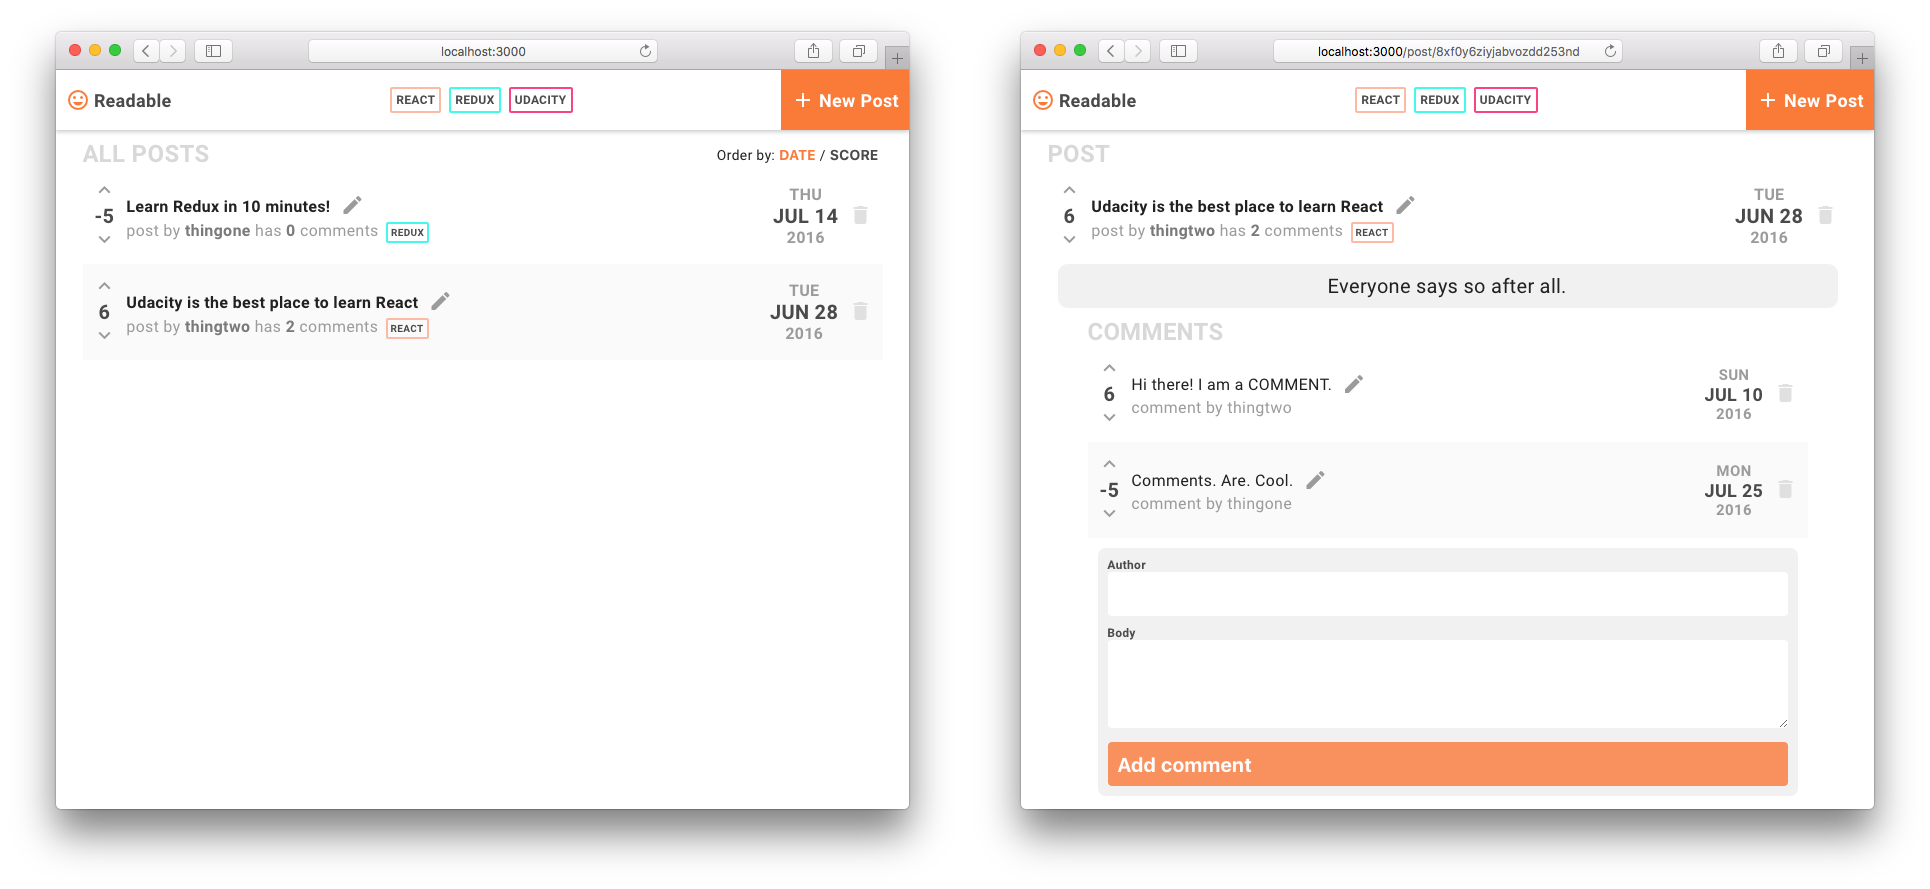 localhost:3000
Readable
REACT REDUX UDACITY
+ New Post
ALL POSTS
Order by: DATE / SCORE
-5
Learn Redux in 10 minutes!
post by thingone has 0 comments REDUX
THU
JUL 14
2016
6
Udacity is the best place to learn React
post by thingtwo has 2 comments REACT
TUE
JUN 28
2016
localhost:3000/post/8xf0y6ziyjabvozdd253nd
Readable
REACT REDUX UDACITY
+ New Post
POST
6
Udacity is the best place to learn React
post by thingtwo has 2 comments REACT
TUE
JUN 28
2016
Everyone says so after all.
COMMENTS
6
Hi there! I am a COMMENT.
comment by thingtwo
SUN
JUL 10
2016
-5
Comments. Are. Cool.
comment by thingone
MON
JUL 25
2016
Author
Body
Add comment